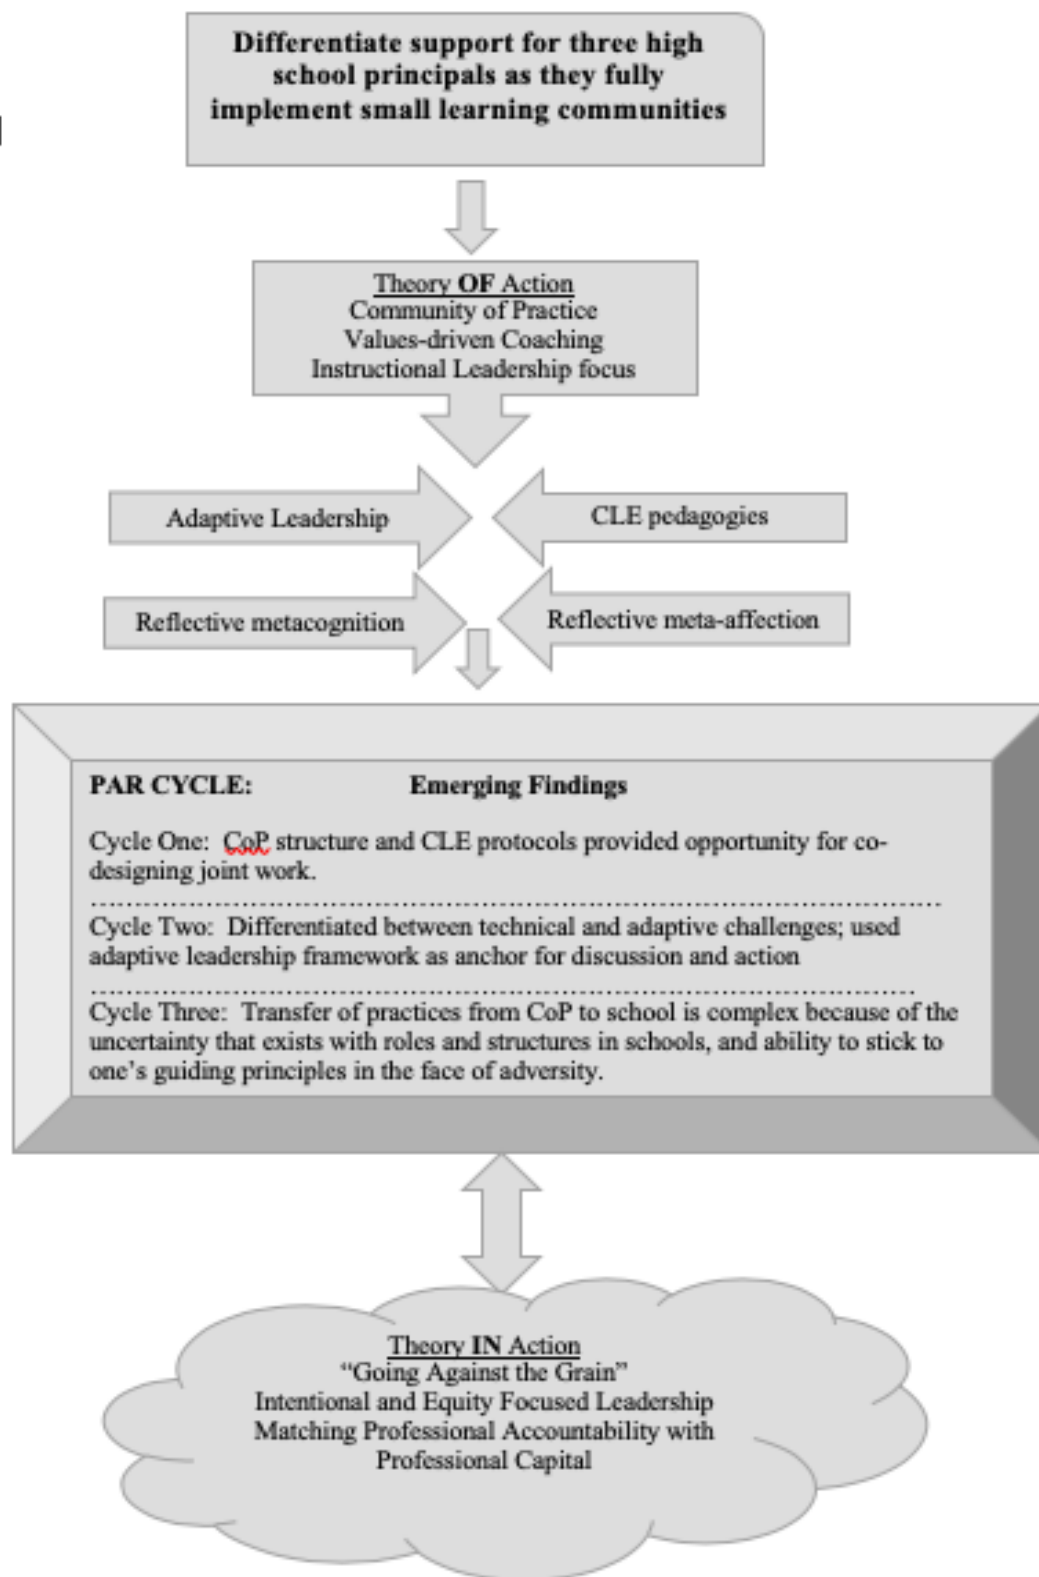 Differentiate support for three high
school principals as they fully
implement small learning communities
Theory OF Action
Community of Practice
Values-driven Coaching
Instructional Leadership focus
Adaptive Leadership
CLE pedagogies
Reflective metacognition
Reflective meta-affection
PAR CYCLE: Emerging Findings
Cycle One: CoP structure and CLE protocols provided opportunity for co-
designing joint work.
Cycle Two: Differentiated between technical and adaptive challenges; used
adaptive leadership framework as anchor for discussion and action
Cycle Three: Transfer of practices from CoP to school is complex because of the
uncertainty that exists with roles and structures in schools, and ability to stick to
one’s guiding principles in the face of adversity.
Theory IN Action
“Going Against the Grain”
Intentional and Equity Focused Leadership
Matching Professional Accountability with
Professional Capital